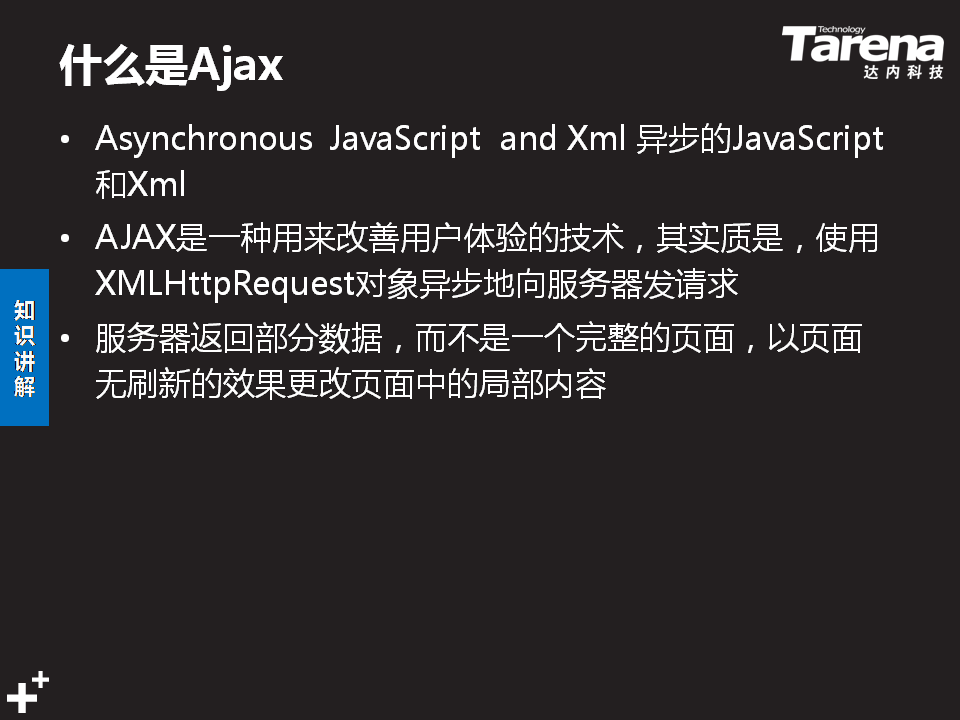 什么是Ajax
Technology
Tarena
达内科技
• Asynchronous JavaScript and Xml 异步的JavaScript
和Xml
• AJAX是一种用来改善用户体验的技术，其实质是，使用
XMLHttpRequest对象异步地向服务器发请求
• 服务器返回部分数据，而不是一个完整的页面，以页面
无刷新的效果更改页面中的局部内容
知
识
讲
解